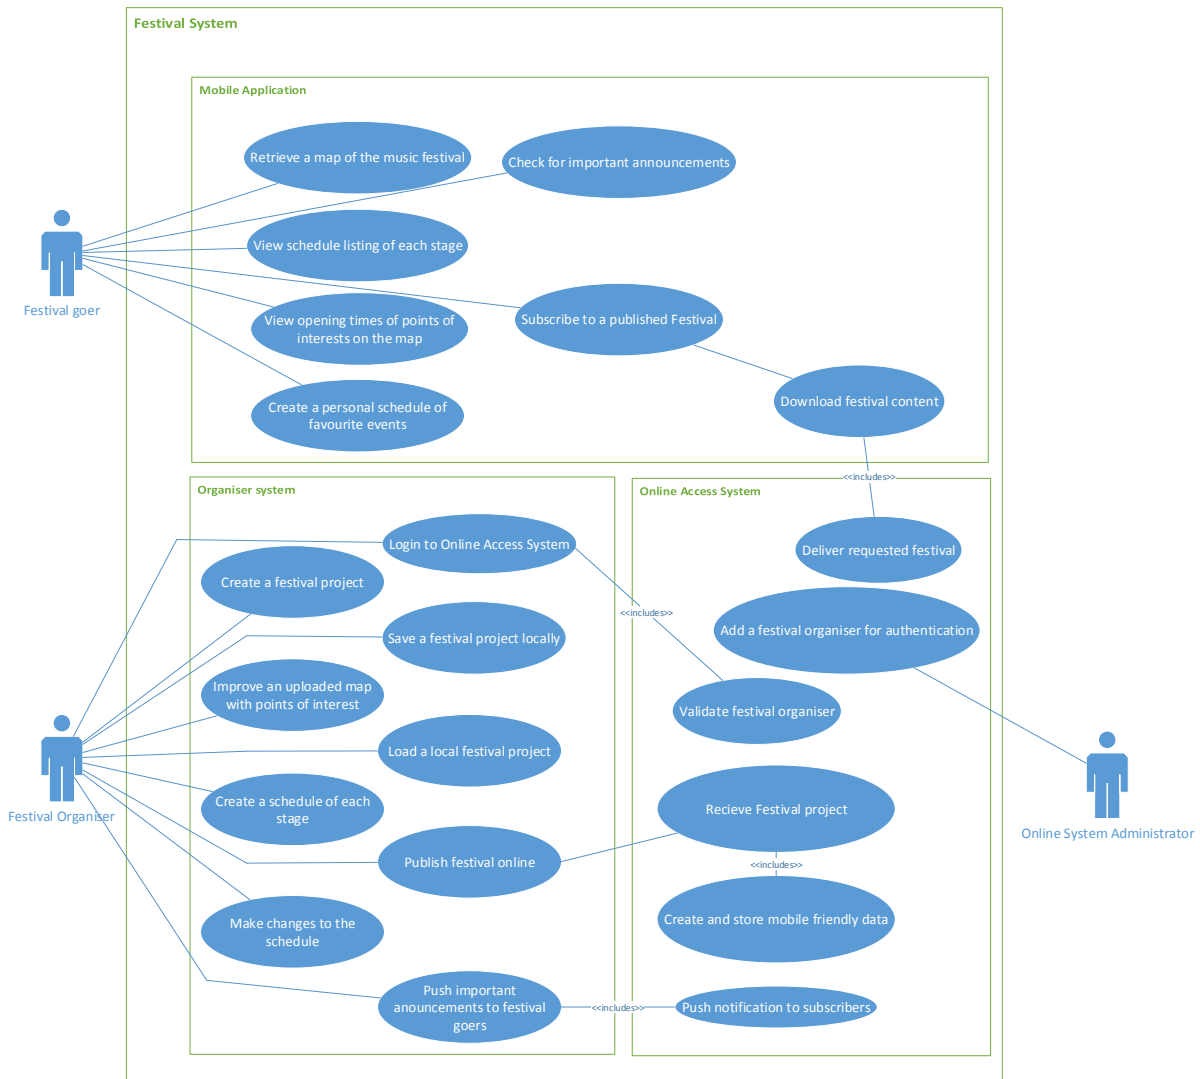 Festival System
Mobile Application
Retrieve a map of the music festival
Check for important announcements
View schedule listing of each stage
Festival goer
View opening times of points of
interests on the map
Subscribe to a published Festival
Create a personal schedule of
favourite events
Download festival content
<<includes>>
Organiser system
Online Access System
Login to Online Access System
Deliver requested festival
Create a festival project
<<includes>>
Add a festival organiser for authentication
Save a festival project locally
Improve an uploaded map
with points of interest
Validate festival organiser
Load a local festival project
Festival Organiser
Create a schedule of each
stage
Recieve Festival project
Online System Administrator
Publish festival online
<<includes>>
Make changes to the
schedule
Create and store mobile friendly data
Push important
anouncements to festival
goers
<<includes>>
Push notification to subscribers